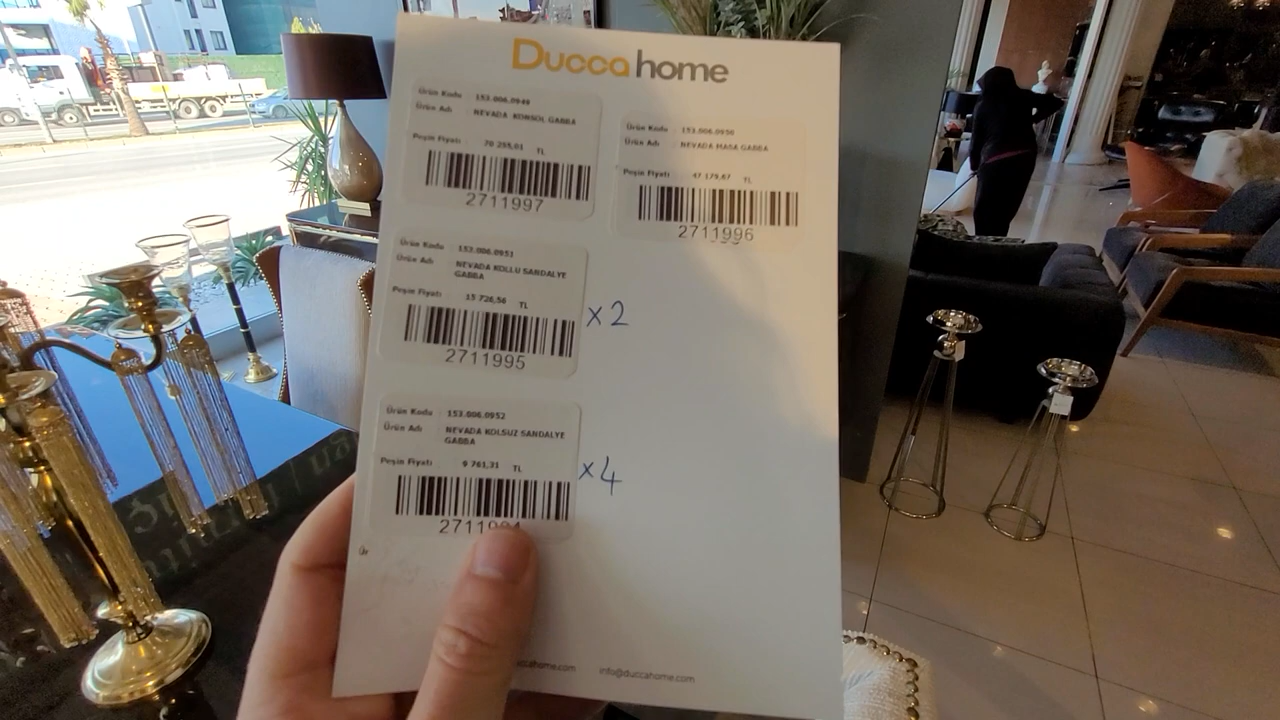 Ducca home
Ürün Kodu : 153.006.0948
Ürün Adı : NEVADA KONSOL GABBA
Peşin Fiyatı : 70 255,01 TL
2711997
Ürün Kodu : 153.006.0950
Ürün Adı : NEVADA MASA GABBA
Peşin Fiyatı : 47 179,67 TL
2711996
Ürün Kodu : 153.006.0951
Ürün Adı : NEVADA KOLLU SANDALYE
GABBA
Peşin Fiyatı : 15 726,56 TL
2711995
x2
Ürün Kodu : 153.006.0952
Ürün Adı : NEVADA KOLSUZ SANDALYE
GABBA
Peşin Fiyatı : 9 761,31 TL
x4
Ür
info@duccahome.com